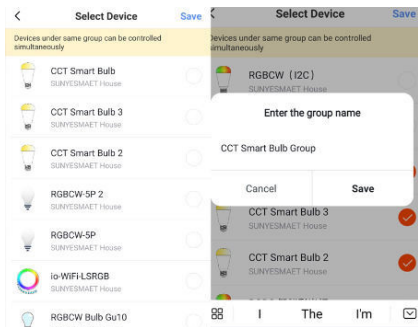 Select Device
Save
Devices under same group can be controlled
simultaneously
CCT Smart Bulb
SUNYESMAET House
CCT Smart Bulb 3
SUNYESMAET House
CCT Smart Bulb 2
SUNYESMAET House
RGBCW-5P 2
SUNYESMAET House
RGBCW-5P
SUNYESMAET House
io-WiFi-LSRGB
SUNYESMAET House
RGBCW Bulb Gu10
Select Device
Save
Devices under same group can be controlled
simultaneously
RGBCW (I2C)
SUNYESMAET House
Enter the group name
CCT Smart Bulb Group
Cancel
Save
CCT Smart Bulb 3
SUNYESMAET House
CCT Smart Bulb 2
SUNYESMAET House
I
The
I'm